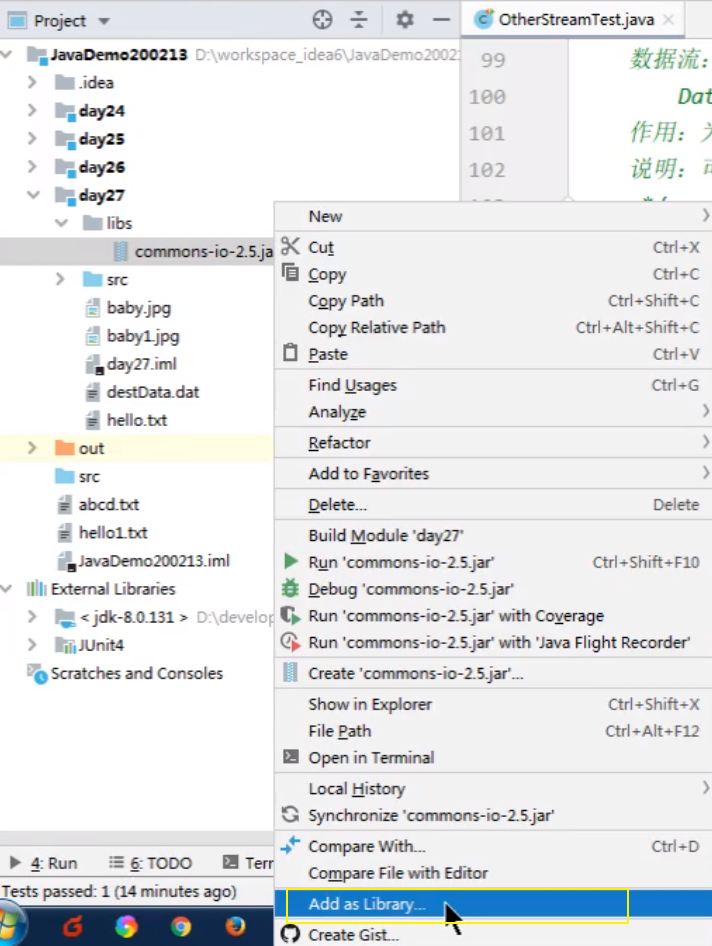 Project
OtherStreamTest.java
JavaDemo200213 D:\workspace_idea6\JavaDemo20021
.idea
day24
day25
day26
day27
libs
commons-io-2.5.ja
src
baby.jpg
baby1.jpg
day27.iml
destData.dat
hello.txt
out
src
abcd.txt
hello1.txt
JavaDemo200213.iml
External Libraries
< jdk-8.0.131 > D:\develop
JUnit4
Scratches and Consoles
99
100
101
102
数据流:
Dat
作用:
说明:
New
Cut Ctrl+X
Copy Ctrl+C
Copy Path Ctrl+Shift+C
Copy Relative Path Ctrl+Alt+Shift+C
Paste Ctrl+V
Find Usages Ctrl+G
Analyze
Refactor
Add to Favorites
Delete... Delete
Build Module 'day27'
Run 'commons-io-2.5.jar' Ctrl+Shift+F10
Debug 'commons-io-2.5.jar'
Run 'commons-io-2.5.jar' with Coverage
Run 'commons-io-2.5.jar' with 'Java Flight Recorder'
Create 'commons-io-2.5.jar'...
Show in Explorer Ctrl+Shift+X
File Path Ctrl+Alt+F12
Open in Terminal
Local History
Synchronize 'commons-io-2.5.jar'
Compare With... Ctrl+D
Compare File with Editor
Add as Library...
Create Gist...
4: Run 6: TODO Terr
Tests passed: 1 (14 minutes ago)